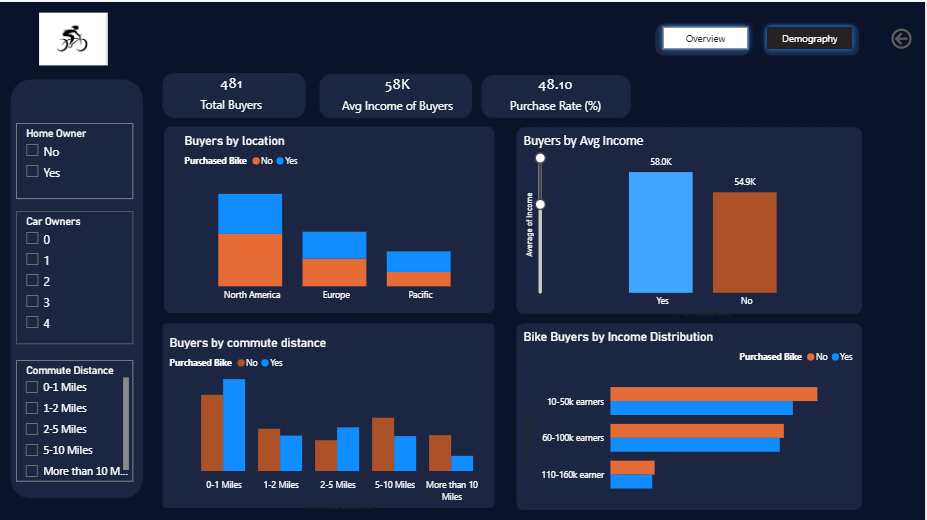 Overview
Demography
481
Total Buyers
58K
Avg Income of Buyers
48.10
Purchase Rate (%)
Home Owner
No
Yes
Car Owners
0
1
2
3
4
Commute Distance
0-1 Miles
1-2 Miles
2-5 Miles
5-10 Miles
More than 10 M...
Buyers by location
Purchased Bike No Yes
North America Europe Pacific
Buyers by Avg Income
Average of Income
58.0K
54.9K
Yes No
Buyers by commute distance
Purchased Bike No Yes
0-1 Miles 1-2 Miles 2-5 Miles 5-10 Miles More than 10
Miles
Bike Buyers by Income Distribution
Purchased Bike No Yes
10-50k earners
60-100k earners
110-160k earner